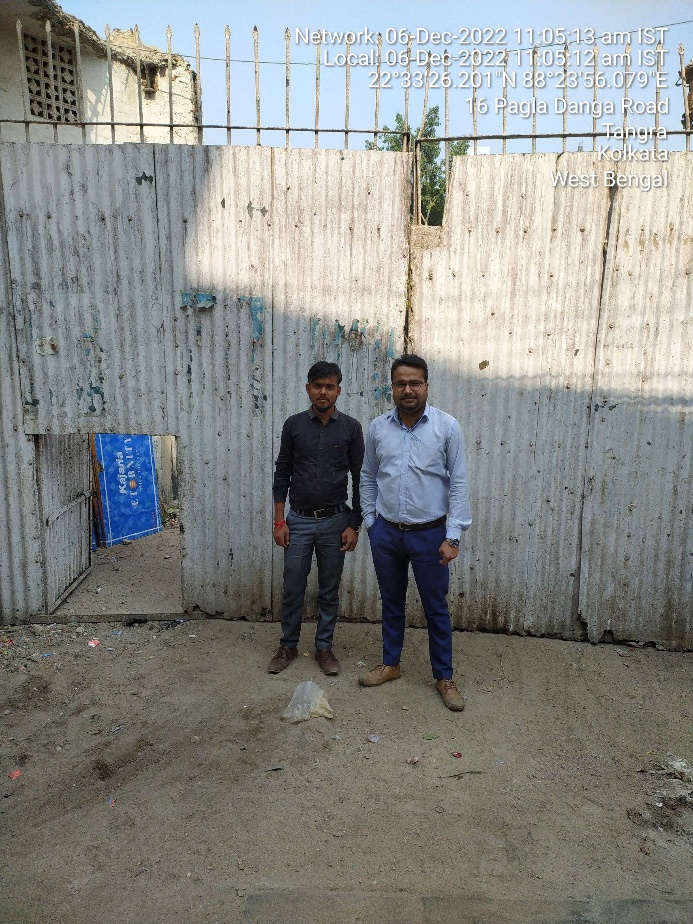 Network: 06-Dec-2022 11:05:13 am IST
Local: 06-Dec-2022 11:05:12 am IST
22°33'26.201"N 88°23'56.079"E
16 Pagla Danga Road
Tangra
Kolkata
West Bengal
Kajaria
ETERNITY